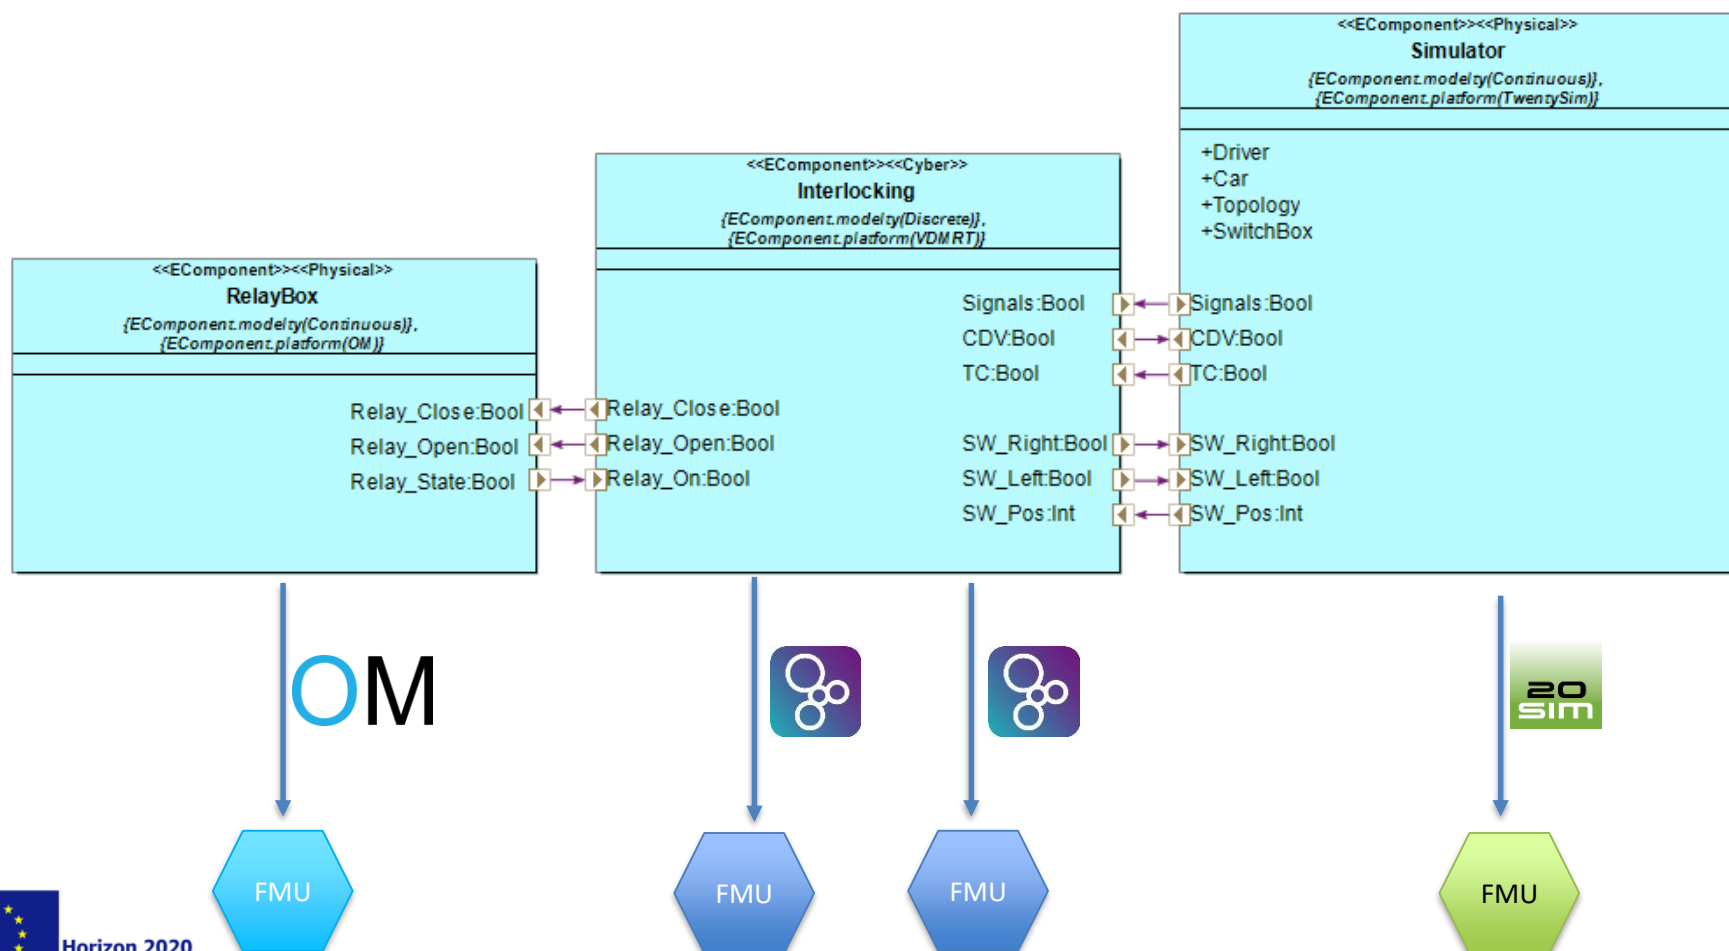 <<EComponent>><<Physical>>
Simulator
{EComponent.modelty(Continuous)},
{EComponent.platform(TwentySim)}
+Driver
+Car
+Topology
+SwitchBox
Signals:Bool
CDV:Bool
TC:Bool
SW_Right:Bool
SW_Left:Bool
SW_Pos:Int
<<EComponent>><<Cyber>>
Interlocking
{EComponent.modelty(Discrete)},
{EComponent.platform(VDMRT)}
Signals:Bool
CDV:Bool
TC:Bool
Relay_Close:Bool
Relay_Open:Bool
Relay_On:Bool
SW_Right:Bool
SW_Left:Bool
SW_Pos:Int
<<EComponent>><<Physical>>
RelayBox
{EComponent.modelty(Continuous)},
{EComponent.platform(OM)}
Relay_Close:Bool
Relay_Open:Bool
Relay_State:Bool
OM
20
sim
FMU
FMU
FMU
FMU
Horizon 2020